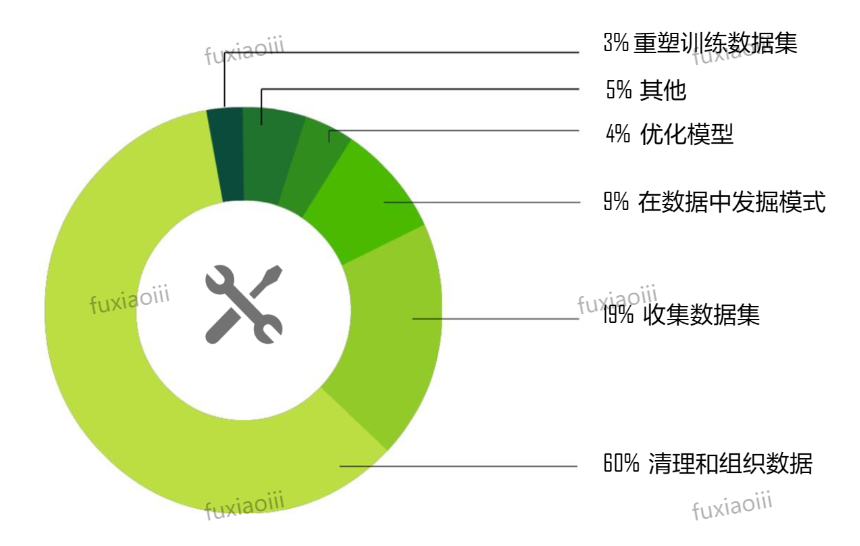 fuxiaoiii
3% 重塑训练数据集
fuxiaoiii
5% 其他
4% 优化模型
9% 在数据中发掘模式
fuxiaoiii
fuxiaoiii
19% 收集数据集
60% 清理和组织数据
fuxiaoiii
fuxiaoiii